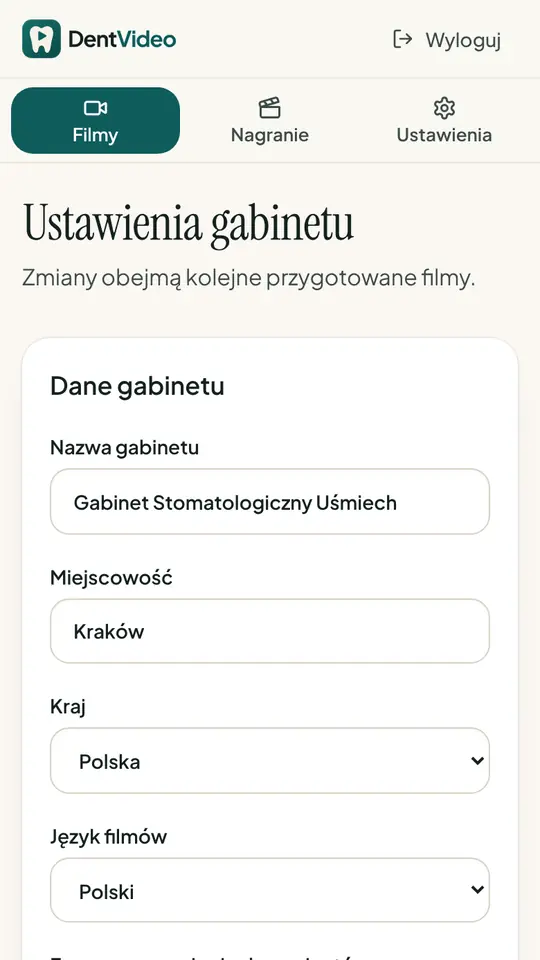 DentVideo
Wyloguj
Filmy
Nagranie
Ustawienia
Ustawienia gabinetu
Zmiany obejmą kolejne przygotowane filmy.
Dane gabinetu
Nazwa gabinetu
Gabinet Stomatologiczny Uśmiech
Miejscowość
Kraków
Kraj
Polska
Język filmów
Polski